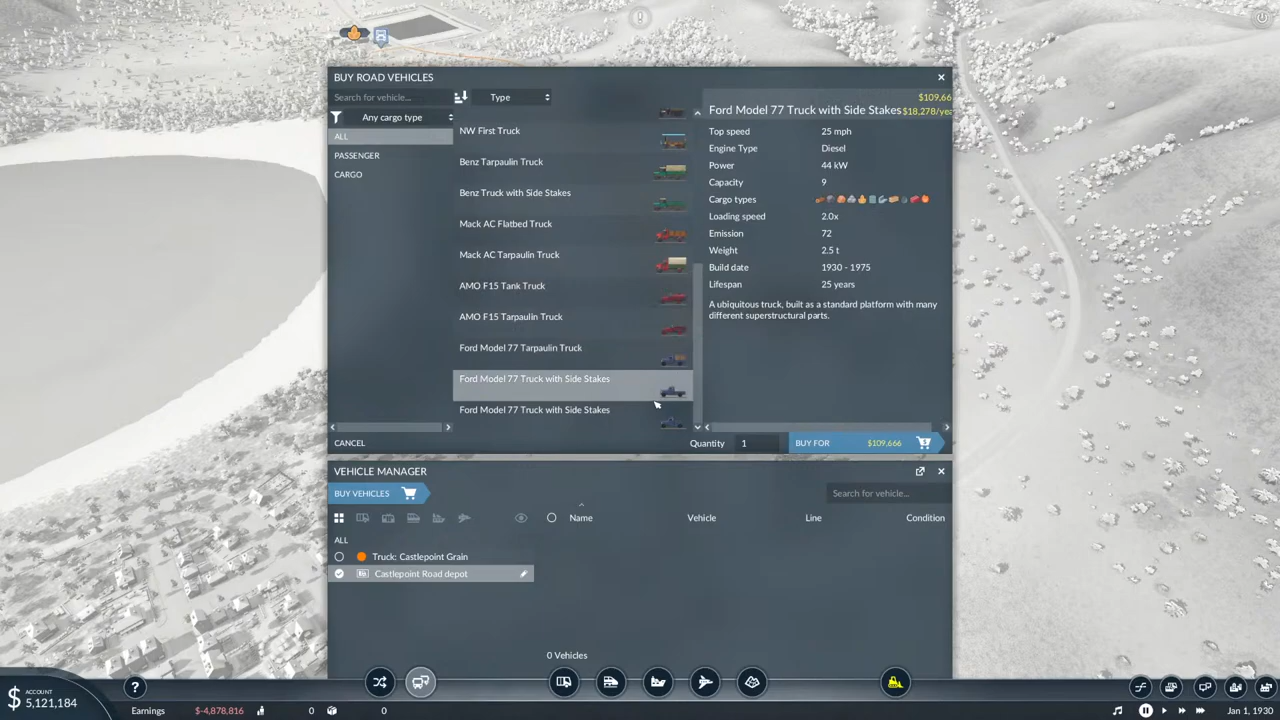 BUY ROAD VEHICLES
Search for vehicle...
Type
Any cargo type
ALL
PASSENGER
CARGO
NW First Truck
Benz Tarpaulin Truck
Benz Truck with Side Stakes
Mack AC Flatbed Truck
Mack AC Tarpaulin Truck
AMO F15 Tank Truck
AMO F15 Tarpaulin Truck
Ford Model 77 Tarpaulin Truck
Ford Model 77 Truck with Side Stakes
Ford Model 77 Truck with Side Stakes
$109,66
Ford Model 77 Truck with Side Stakes $18,278/yea
Top speed 25 mph
Engine Type Diesel
Power 44 kW
Capacity 9
Cargo types
Loading speed 2.0x
Emission 72
Weight 2.5 t
Build date 1930 - 1975
Lifespan 25 years
A ubiquitous truck, built as a standard platform with many
different superstructural parts.
CANCEL
Quantity 1
BUY FOR $109,666
VEHICLE MANAGER
BUY VEHICLES
Search for vehicle...
Name Vehicle Line Condition
ALL
Truck: Castlepoint Grain
Castlepoint Road depot
0 Vehicles
$ ACCOUNT
5,121,184
?
Earnings $-4,878,816 0 0
Jan 1, 1930